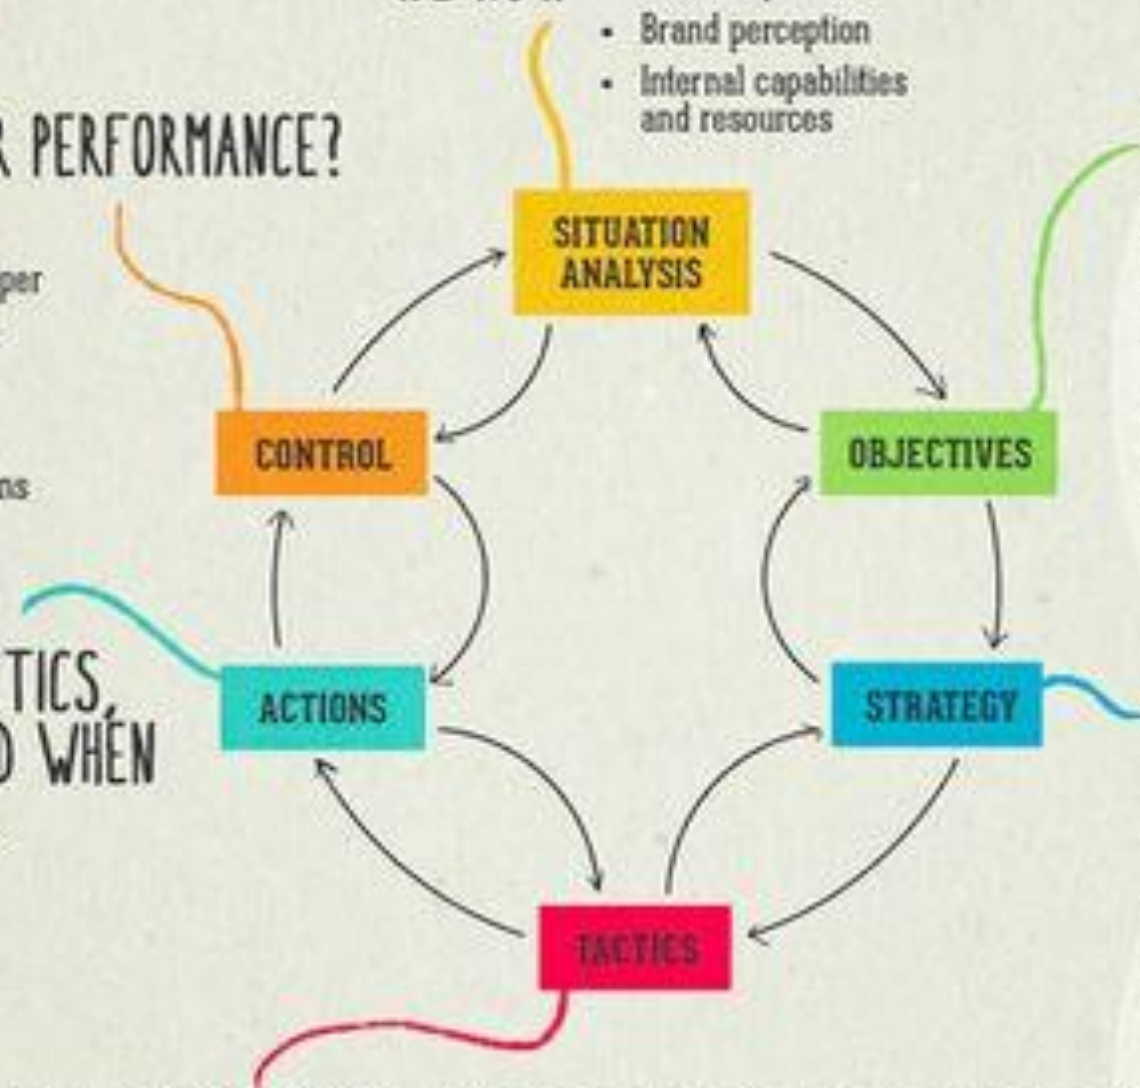 • Brand perception
• Internal capabilities
and resources
R PERFORMANCE?
SITUATION
ANALYSIS
per
CONTROL
OBJECTIVES
ns
TICS,
D WHEN
ACTIONS
STRATEGY
TACTICS